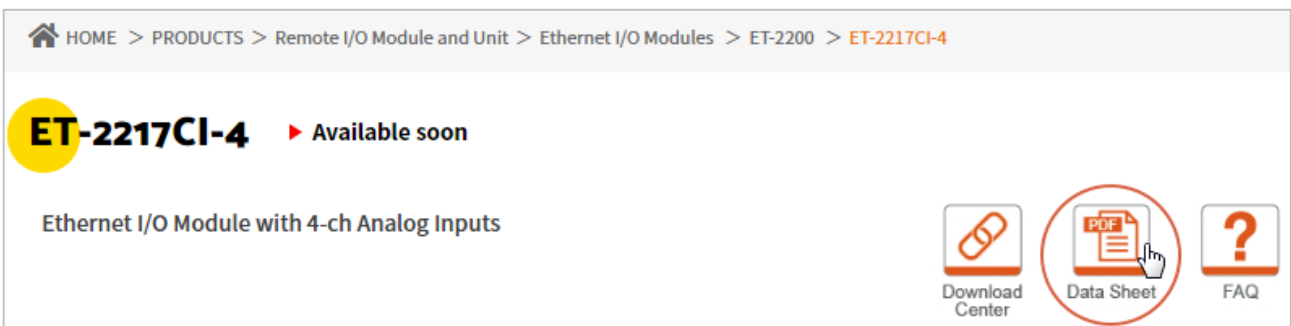 HOME > PRODUCTS > Remote I/O Module and Unit > Ethernet I/O Modules > ET-2200 > ET-2217CI-4
ET-2217CI-4 Available soon
Ethernet I/O Module with 4-ch Analog Inputs
PDF ?
Download Data Sheet FAQ
Center